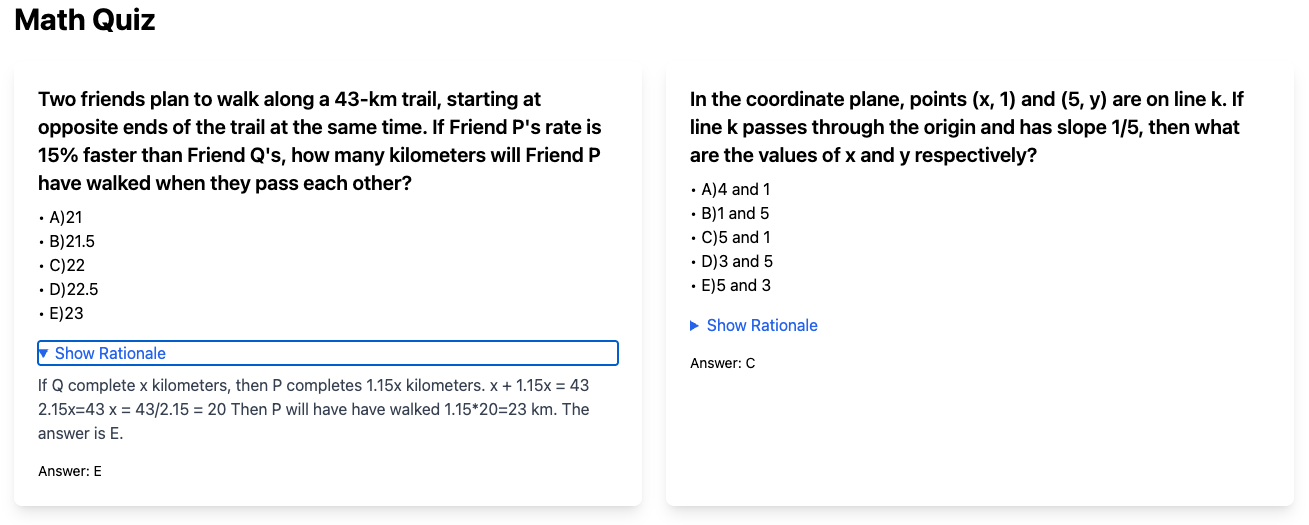 Math Quiz
Two friends plan to walk along a 43-km trail, starting at
opposite ends of the trail at the same time. If Friend P's rate is
15% faster than Friend Q's, how many kilometers will Friend P
have walked when they pass each other?
• A)21
• B)21.5
• C)22
• D)22.5
• E)23
▼ Show Rationale
If Q complete x kilometers, then P completes 1.15x kilometers. x + 1.15x = 43
2.15x=43 x = 43/2.15 = 20 Then P will have have walked 1.15*20=23 km. The
answer is E.
Answer: E
In the coordinate plane, points (x, 1) and (5, y) are on line k. If
line k passes through the origin and has slope 1/5, then what
are the values of x and y respectively?
• A)4 and 1
• B)1 and 5
• C)5 and 1
• D)3 and 5
• E)5 and 3
▶ Show Rationale
Answer: C